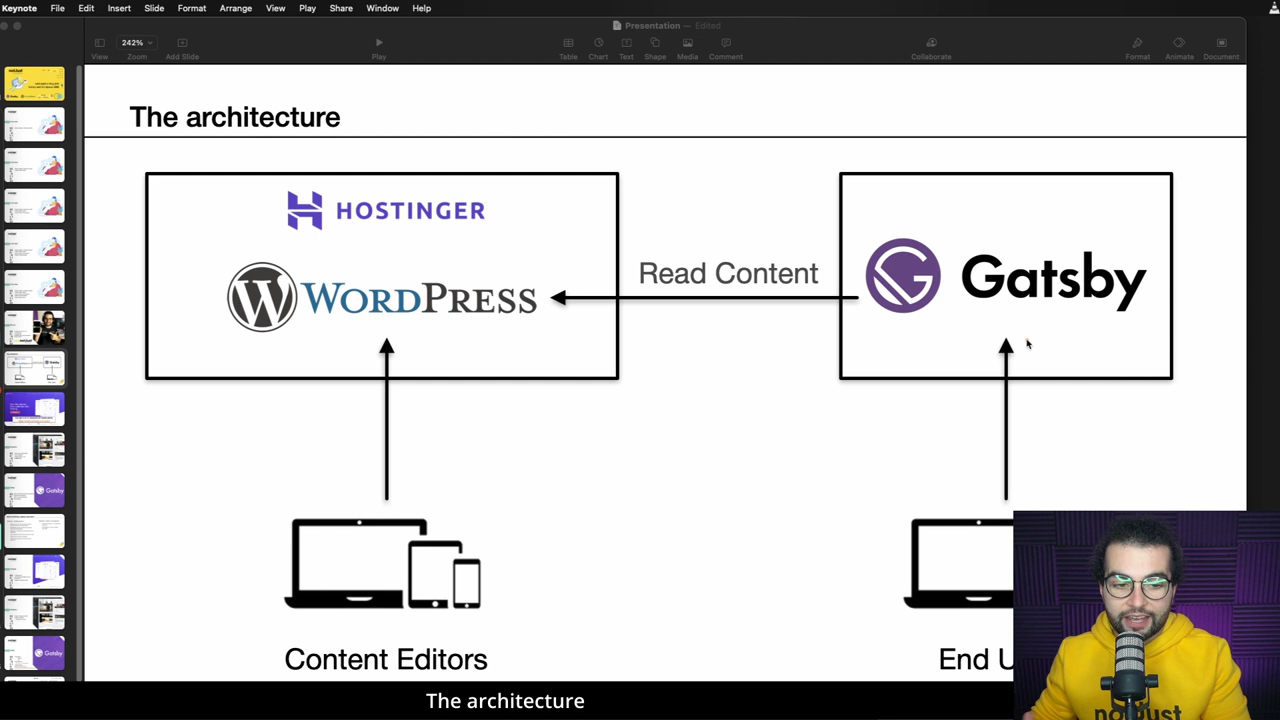 Keynote File Edit Insert Slide Format Arrange View Play Share Window Help
Presentation — Edited
242%
View Zoom Add Slide Play Table Chart Text Shape Media Comment Collaborate Format Animate Document
The architecture
HOSTINGER
WORDPRESS
Read Content
Gatsby
Content Editors
End U
The architecture